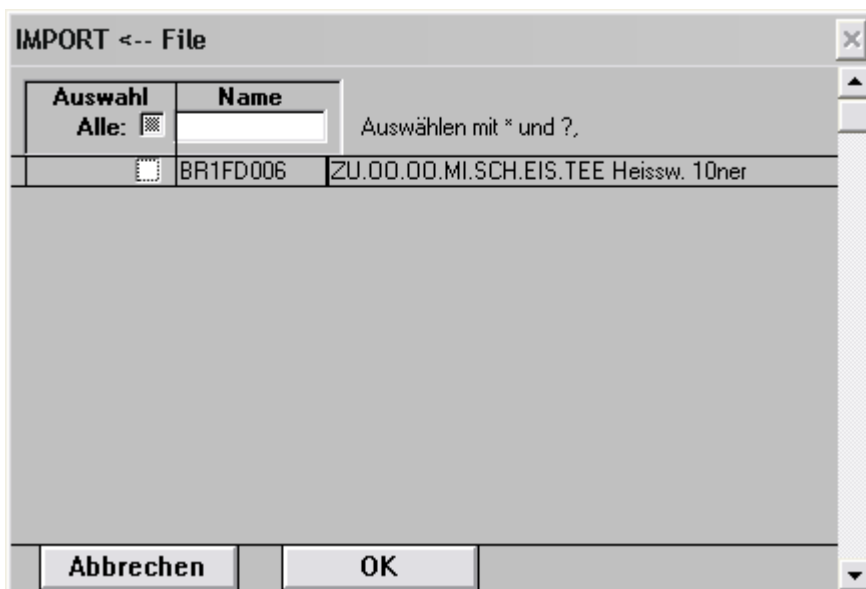 IMPORT <-- File
Auswahl Name
Alle:
Auswählen mit * und ?,
BR1FD006 ZU.00.00.MI.SCH.EIS.TEE Heissw. 10ner
Abbrechen OK